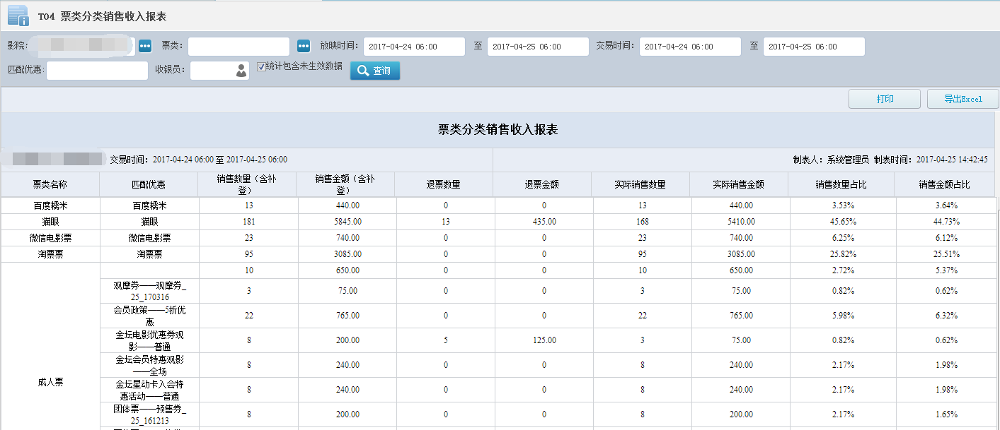 T04 票类分类销售收入报表
影院: 票类: 放映时间: 2017-04-24 06:00 至 2017-04-25 06:00 交易时间: 2017-04-24 06:00 至 2017-04-25 06:00
匹配优惠: 收银员: 统计包含未生效数据 查询
打印 导出Excel
票类分类销售收入报表
交易时间: 2017-04-24 06:00 至 2017-04-25 06:00 制表人: 系统管理员 制表时间: 2017-04-25 14:42:45
票类名称 匹配优惠 销售数量（含补登） 销售金额（含补登） 退票数量 退票金额 实际销售数量 实际销售金额 销售数量占比 销售金额占比
百度糯米 百度糯米 13 440.00 0 0 13 440.00 3.53% 3.64%
猫眼 猫眼 181 5845.00 13 435.00 168 5410.00 45.65% 44.73%
微信电影票 微信电影票 23 740.00 0 0 23 740.00 6.25% 6.12%
淘票票 淘票票 95 3085.00 0 0 95 3085.00 25.82% 25.51%
10 650.00 0 0 10 650.00 2.72% 5.37%
观摩券——观摩券_25_170316 3 75.00 0 0 3 75.00 0.82% 0.62%
会员政策——5折优惠 22 765.00 0 0 22 765.00 5.98% 6.32%
金坛电影优惠券观影——普通 8 200.00 5 125.00 3 75.00 0.82% 0.62%
金坛会员特惠观影——全场 8 240.00 0 0 8 240.00 2.17% 1.98%
成人票
金坛星动卡入会特惠活动——普通 8 240.00 0 0 8 240.00 2.17% 1.98%
团体票——预售券_25_161213 8 200.00 0 0 8 200.00 2.17% 1.65%